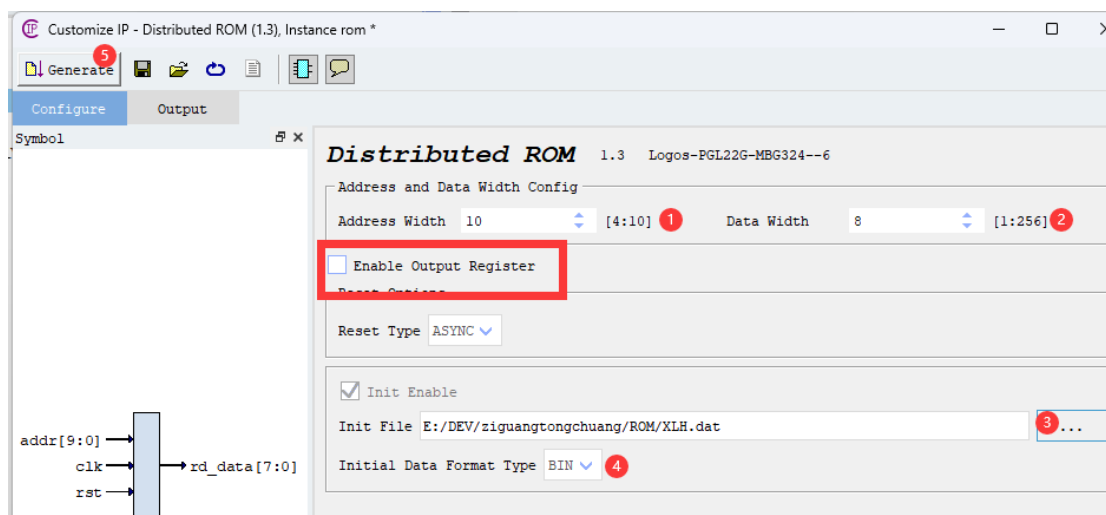 Customize IP - Distributed ROM (1.3), Instance rom *
Generate 5
Configure Output
Symbol
Distributed ROM 1.3 Logos-PGL22G-MBG324--6
Address and Data Width Config
Address Width 10 [4:10] 1 Data Width 8 [1:256] 2
Enable Output Register
Reset Options
Reset Type ASYNC
Init Enable
Init File E:/DEV/ziguangtongchuang/ROM/XLH.dat 3 ...
Initial Data Format Type BIN 4
addr[9:0]
clk rd_data[7:0]
rst